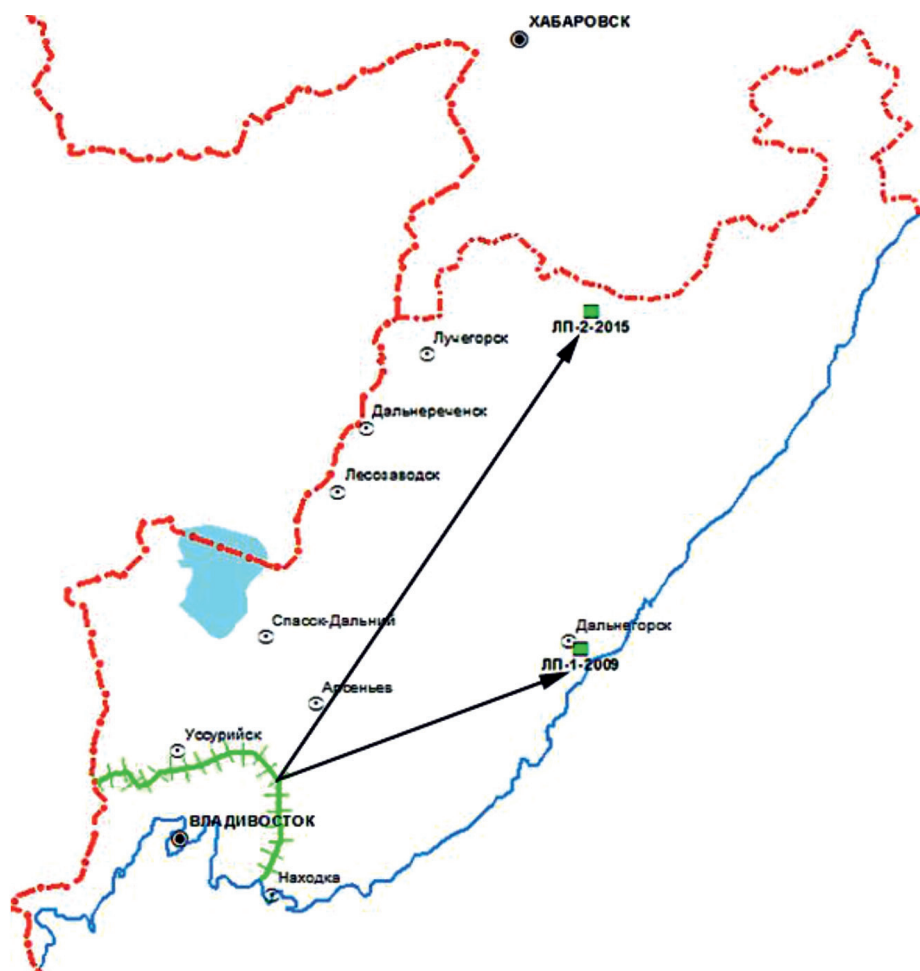 ХАБАРОВСК
ЛП-2-2015
Лучегорск
Дальнереченск
Лесозаводск
Спасск-Дальний
Дальнегорск
ЛП-1-2009
Арсеньев
Уссурийск
ВЛАДИВОСТОК
Находка